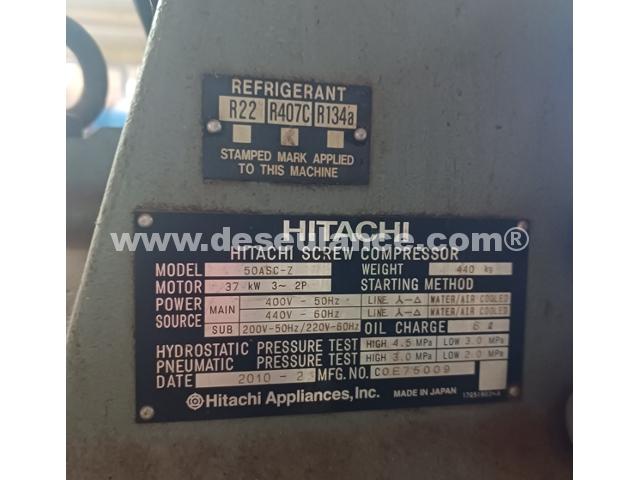 REFRIGERANT
R22 R407C R134a
STAMPED MARK APPLIED
TO THIS MACHINE
HITACHI
www.deseulance.com®
HITACHI SCREW COMPRESSOR
MODEL 50ASC-Z WEIGHT 440 kg
MOTOR 37 kW 3~ 2P STARTING METHOD
POWER SOURCE MAIN 400V - 50Hz LINE 人-△ WATER/AIR COOLED
440V - 60Hz LINE 人-△ WATER/AIR COOLED
SUB 200V-50Hz/220V-60Hz OIL CHARGE 6 ℓ
HYDROSTATIC PRESSURE TEST HIGH 4.5 MPa LOW 3.0 MPa
PNEUMATIC PRESSURE TEST HIGH 3.0 MPa LOW 2.0 MPa
DATE 2010 - 2 MFG.NO. C0E75009
Hitachi Appliances, Inc. MADE IN JAPAN